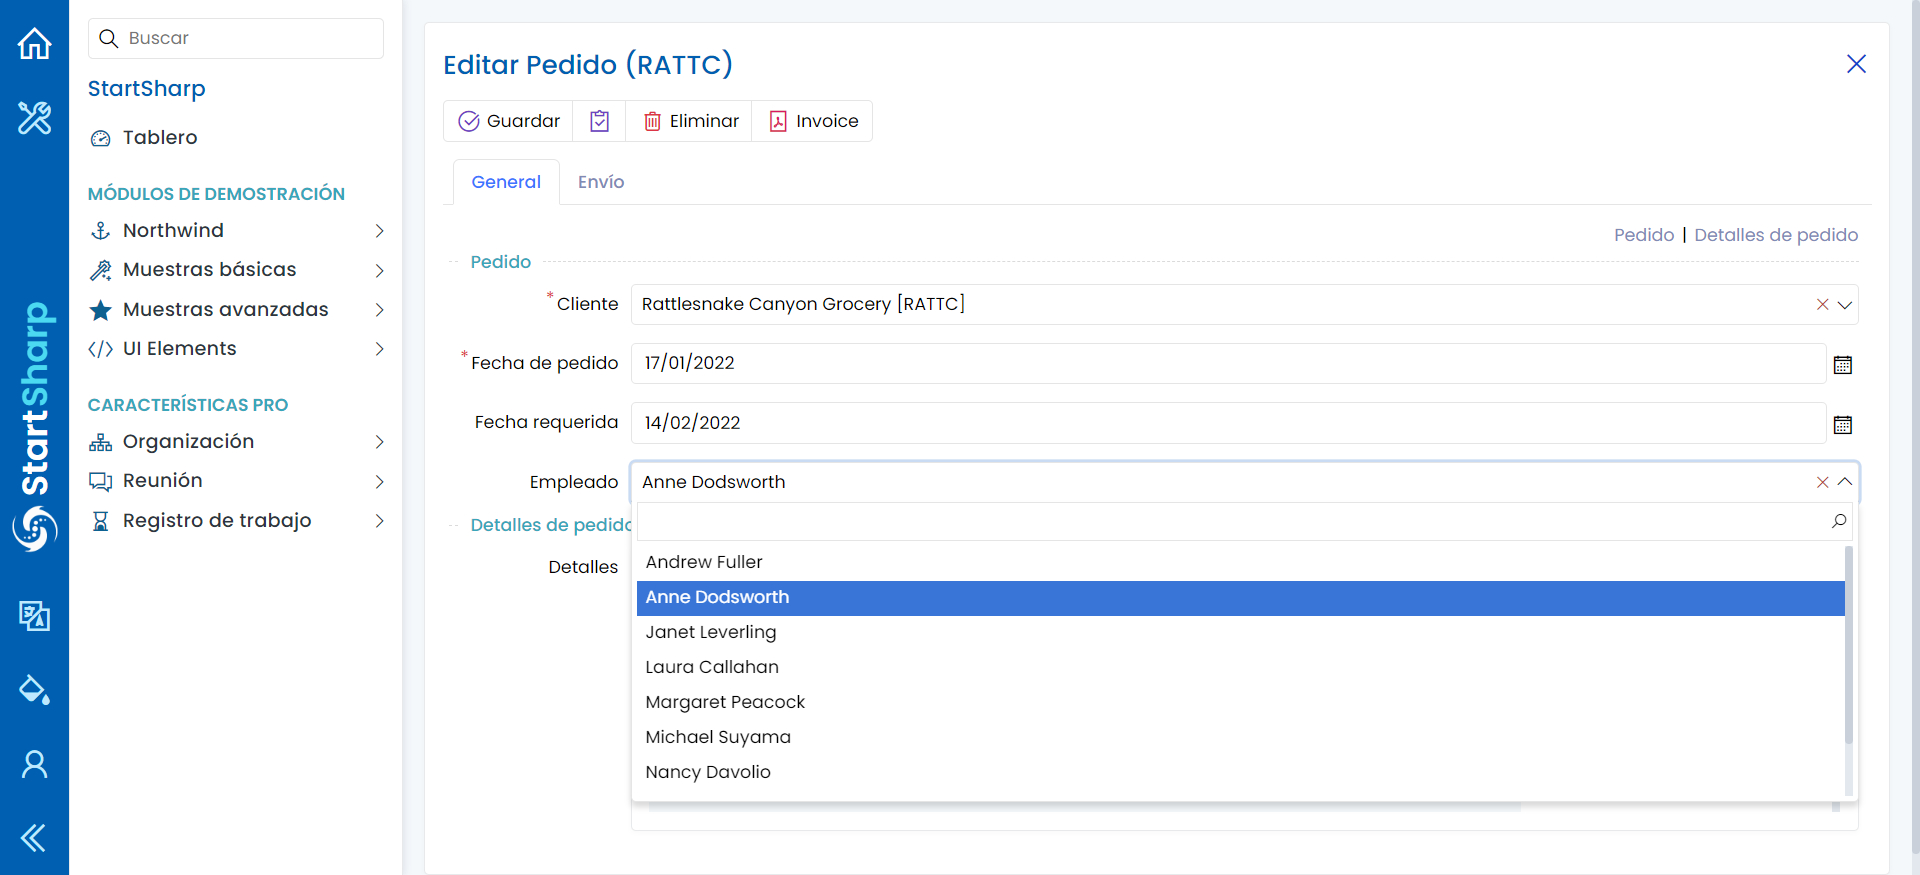 Buscar
StartSharp
Tablero
MÓDULOS DE DEMOSTRACIÓN
Northwind
Muestras básicas
Muestras avanzadas
UI Elements
CARACTERÍSTICAS PRO
Organización
Reunión
Registro de trabajo
StartSharp
Editar Pedido (RATTC)
Guardar
Eliminar
Invoice
General
Envío
Pedido | Detalles de pedido
Pedido
* Cliente
Rattlesnake Canyon Grocery [RATTC]
* Fecha de pedido
17/01/2022
Fecha requerida
14/02/2022
Empleado
Anne Dodsworth
Detalles de pedido
Detalles
Andrew Fuller
Anne Dodsworth
Janet Leverling
Laura Callahan
Margaret Peacock
Michael Suyama
Nancy Davolio